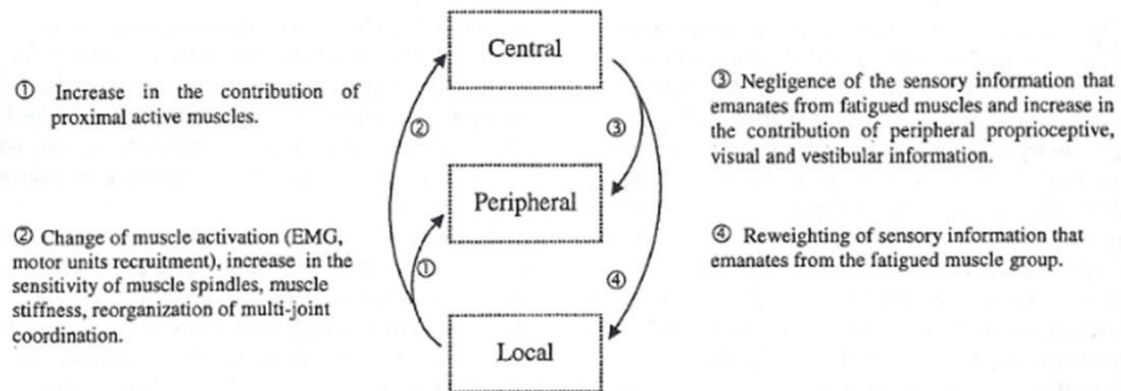 Central
① Increase in the contribution of
proximal active muscles.
②
③
③ Negligence of the sensory information that
emanates from fatigued muscles and increase in
the contribution of peripheral proprioceptive,
visual and vestibular information.
Peripheral
② Change of muscle activation (EMG,
motor units recruitment), increase in the
sensitivity of muscle spindles, muscle
stiffness, reorganization of multi-joint
coordination.
①
④
④ Reweighting of sensory information that
emanates from the fatigued muscle group.
Local